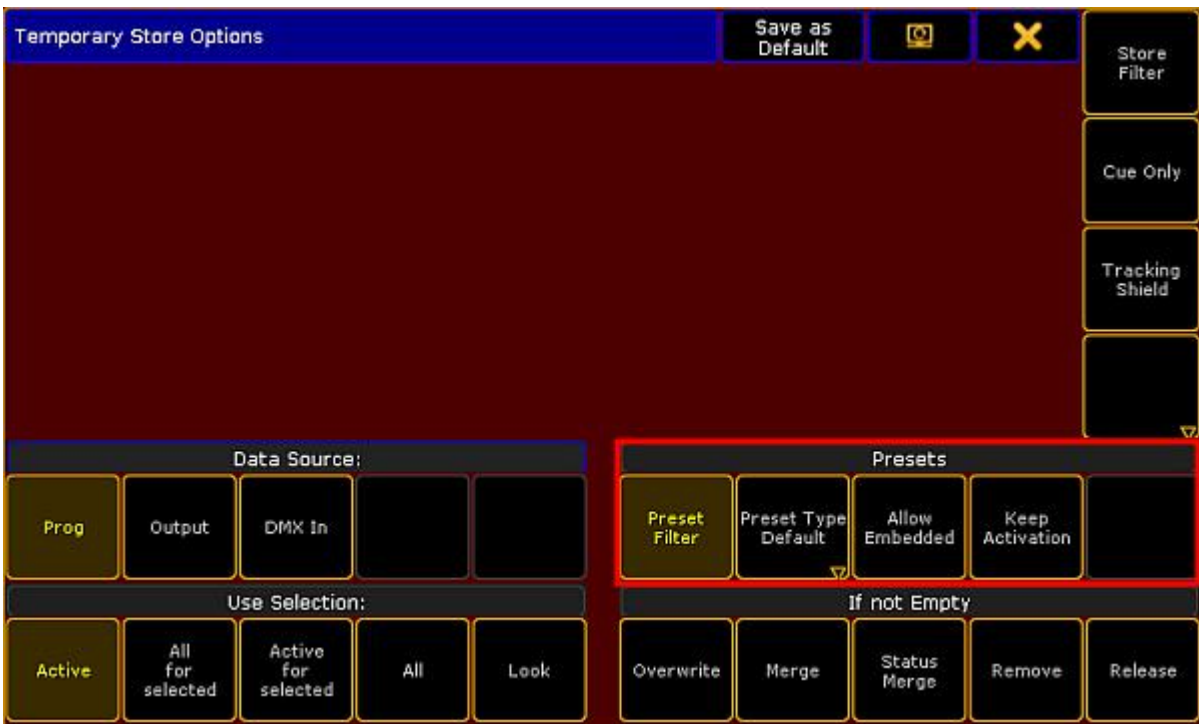 Temporary Store Options
Save as
Default
Store
Filter
Cue Only
Tracking
Shield
Data Source:
Prog
Output
DMX In
Presets
Preset
Filter
Preset Type
Default
Allow
Embedded
Keep
Activation
Use Selection:
Active
All
for
selected
Active
for
selected
All
Look
If not Empty
Overwrite
Merge
Status
Merge
Remove
Release